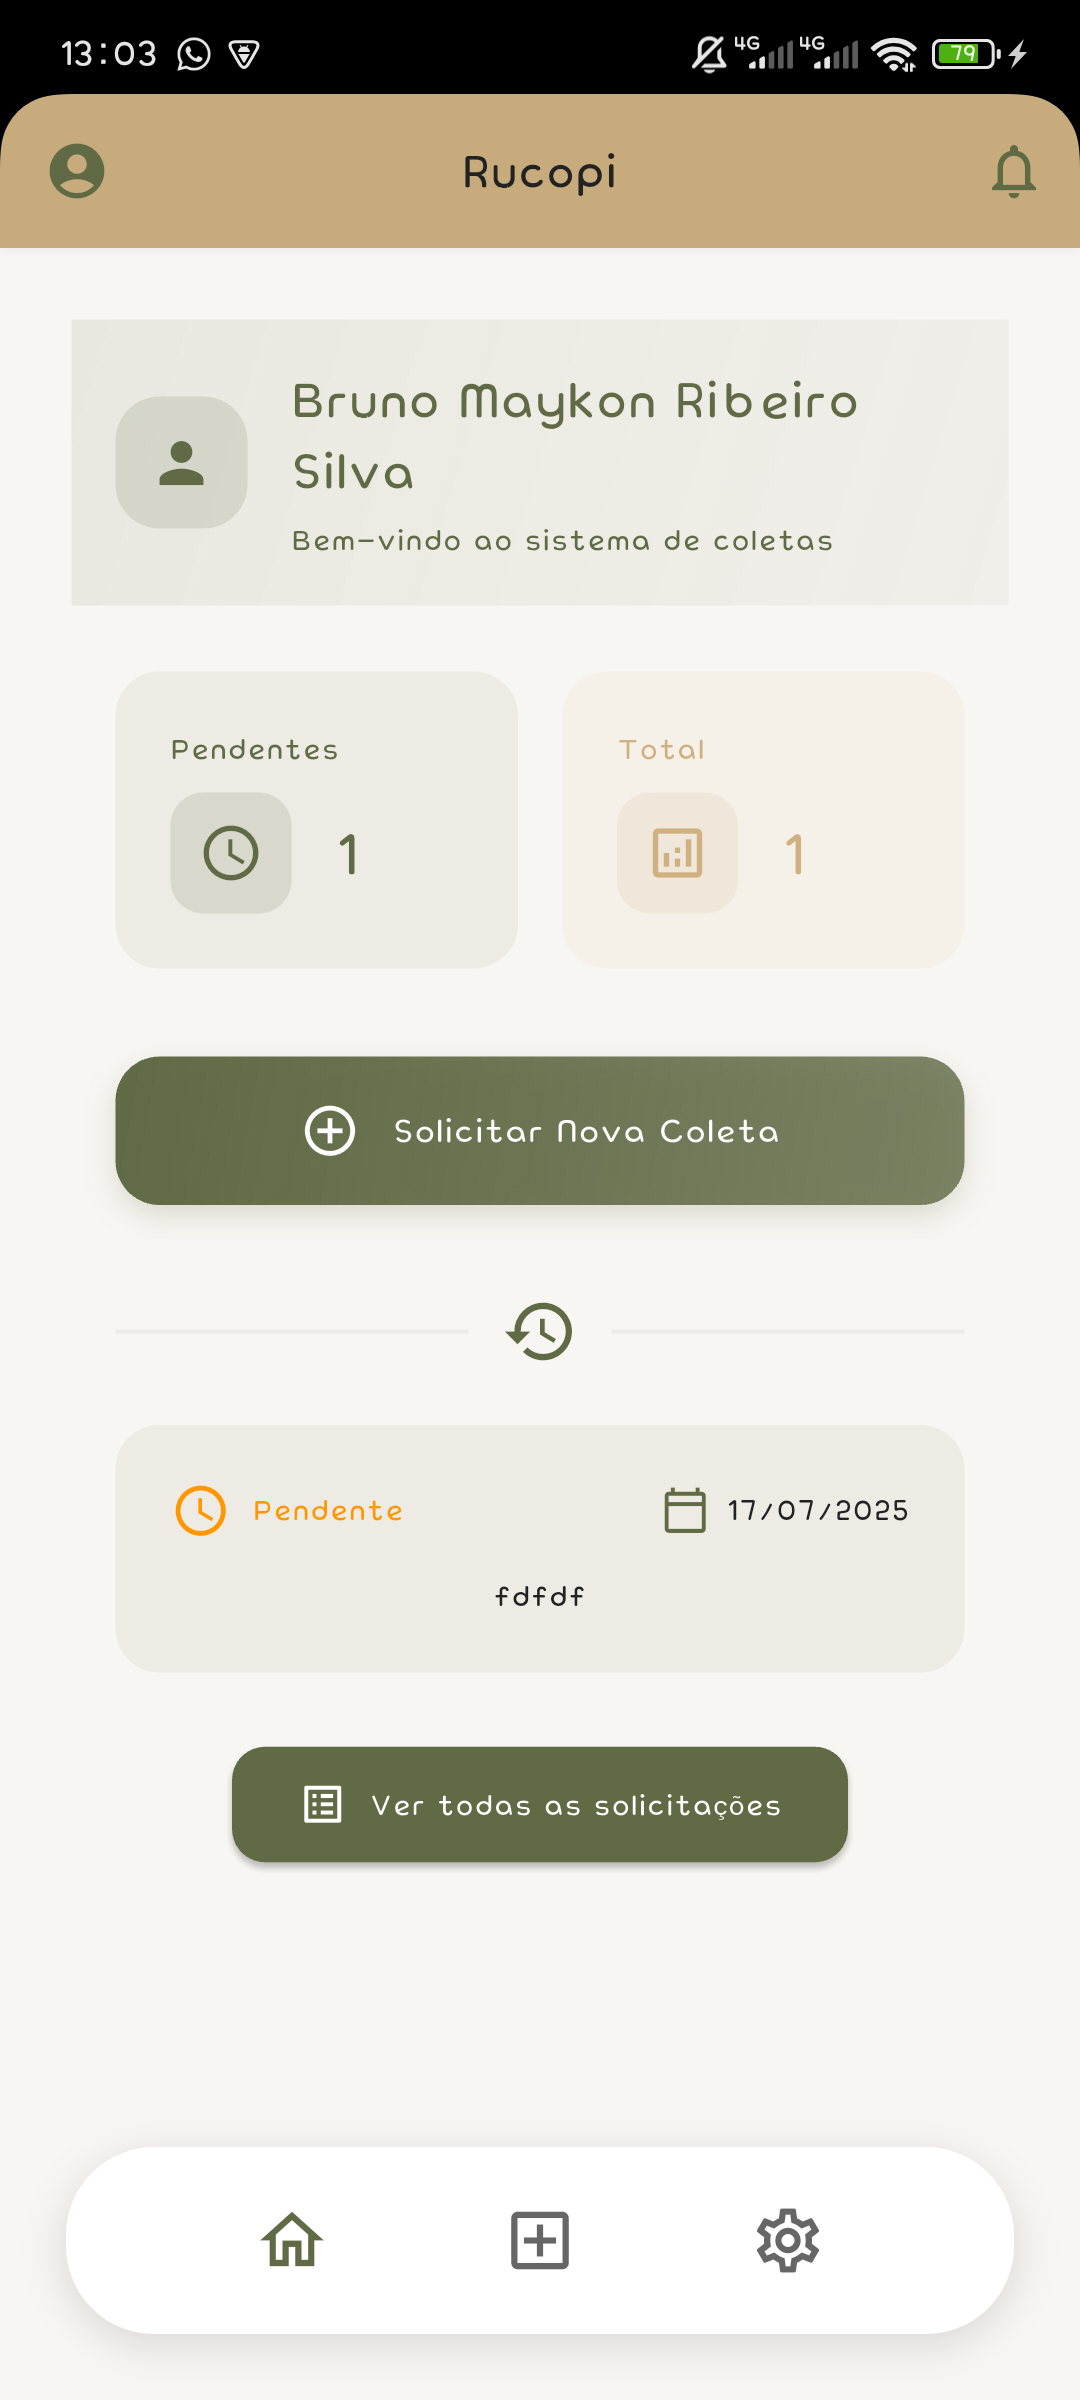 13:03
4G 4G 79
Rucopi
Bruno Maykon Ribeiro
Silva
Bem-vindo ao sistema de coletas
Pendentes
Total
1
1
Solicitar Nova Coleta
Pendente
17/07/2025
fdfdf
Ver todas as solicitações